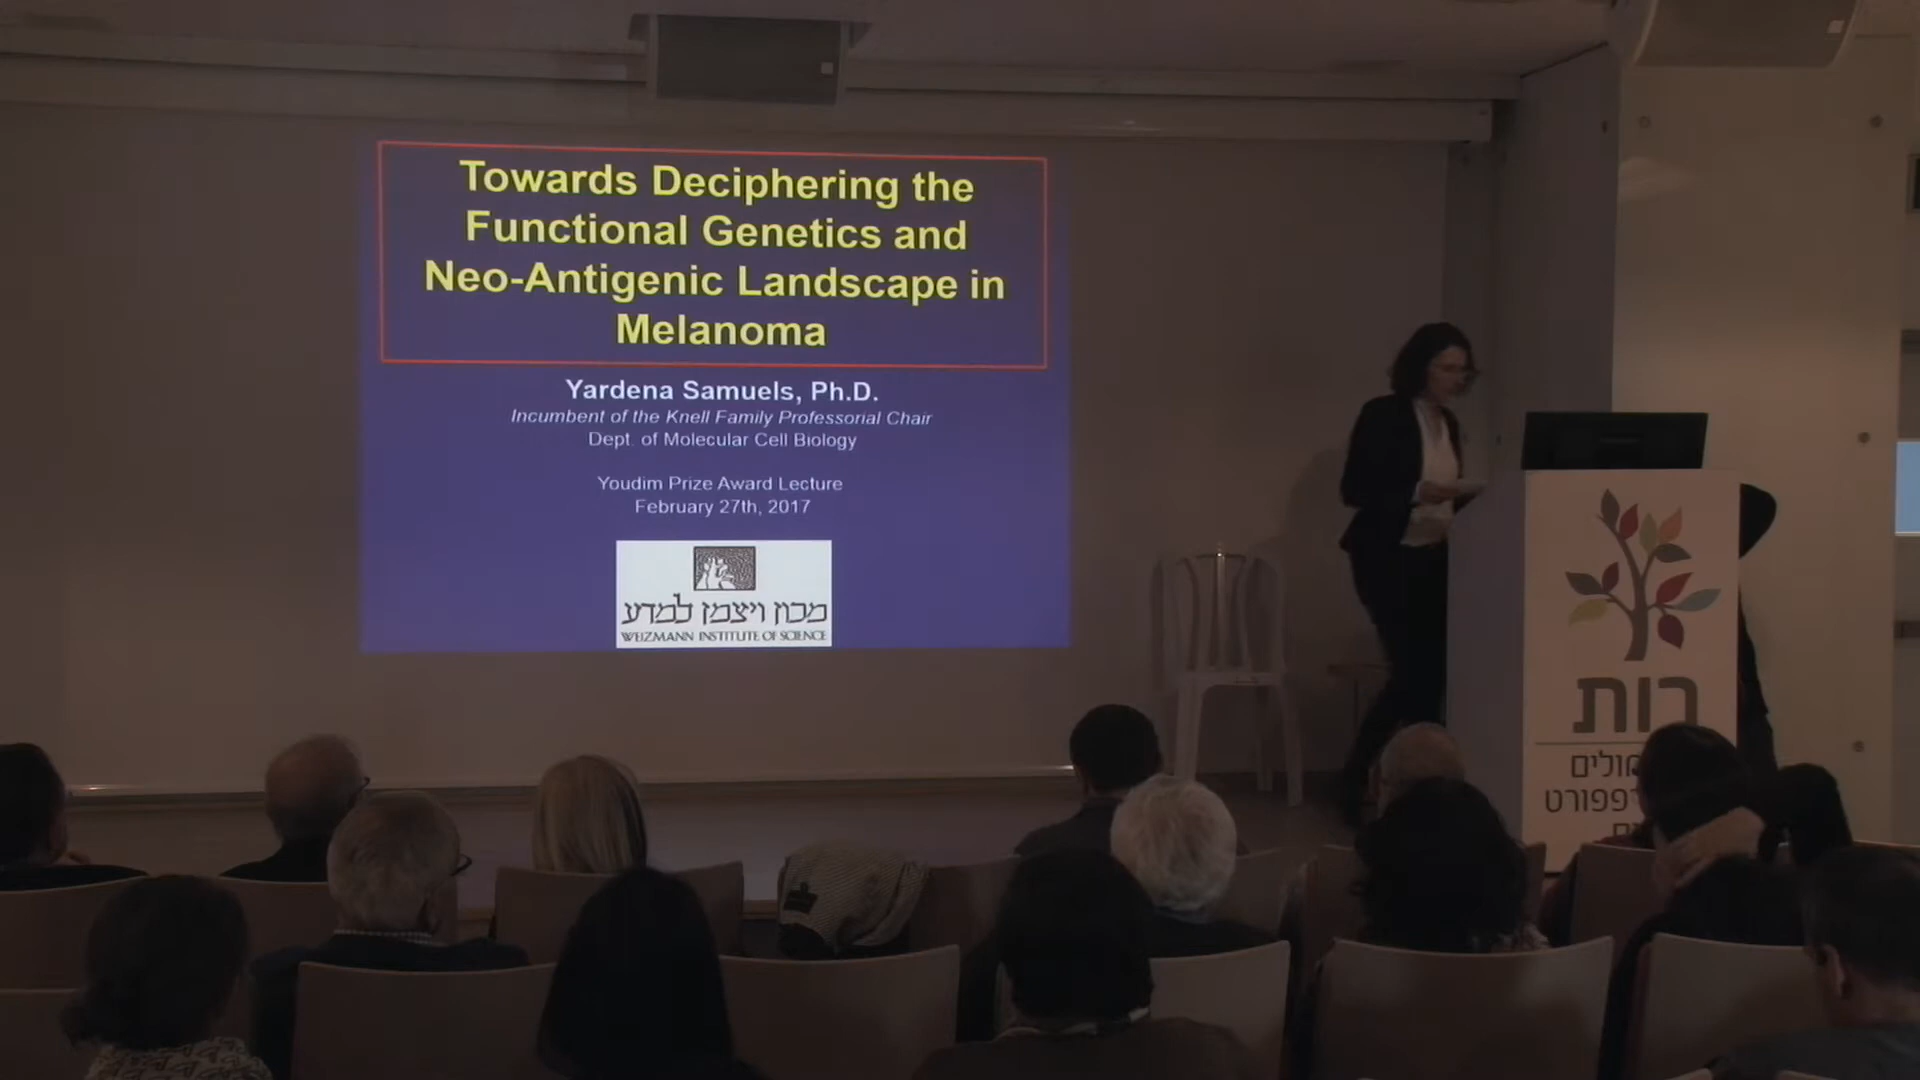 Towards Deciphering the
Functional Genetics and
Neo-Antigenic Landscape in
Melanoma
Yardena Samuels, Ph.D.
Incumbent of the Knell Family Professorial Chair
Dept. of Molecular Cell Biology
Youdim Prize Award Lecture
February 27th, 2017
מכון ויצמן למדע
WEIZMANN INSTITUTE OF SCIENCE
רות